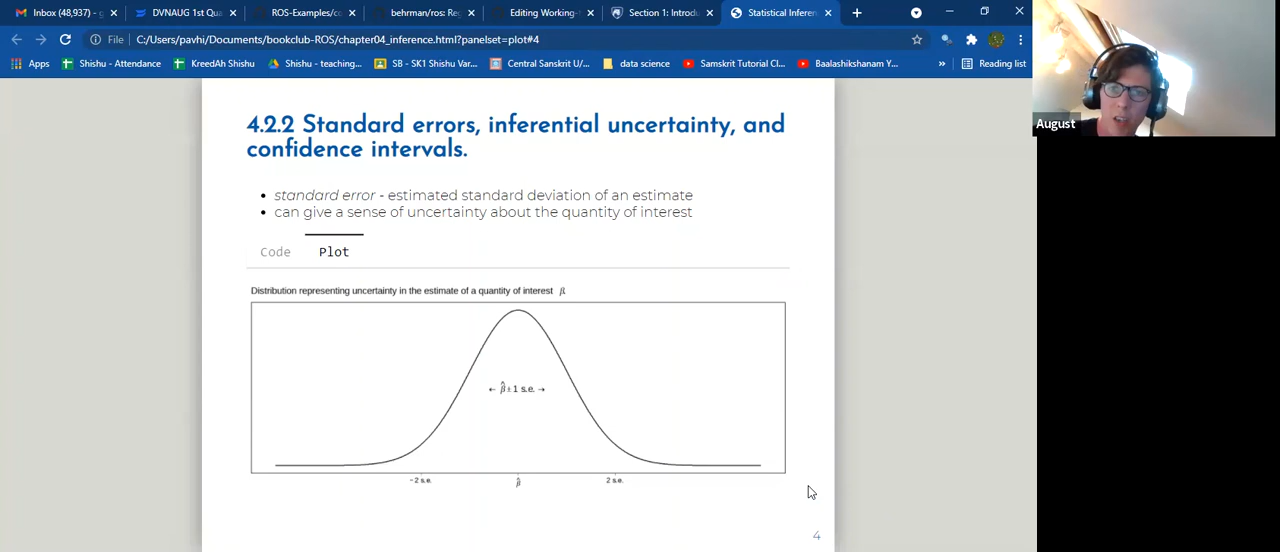 Inbox (48,937) - g
DVNAUG 1st Qua
ROS-Examples/ce
behrman/ros: Reg
Editing Working-
Section 1: Introdu
Statistical Inferen
File
C:/Users/pavhi/Documents/bookclub-ROS/chapter04_inference.html?panelset=plot#4
Apps
Shishu - Attendance
KreedAh Shishu
Shishu - teaching...
SB - SK1 Shishu Var...
Central Sanskrit U/...
data science
Samskrit Tutorial Cl...
Baalashikshanam Y...
»
Reading list
August
4.2.2 Standard errors, inferential uncertainty, and
confidence intervals.
• standard error - estimated standard deviation of an estimate
• can give a sense of uncertainty about the quantity of interest
Code
Plot
Distribution representing uncertainty in the estimate of a quantity of interest β.
← β̂ ± 1 s.e. →
−2 s.e.
β̂
2 s.e.
4